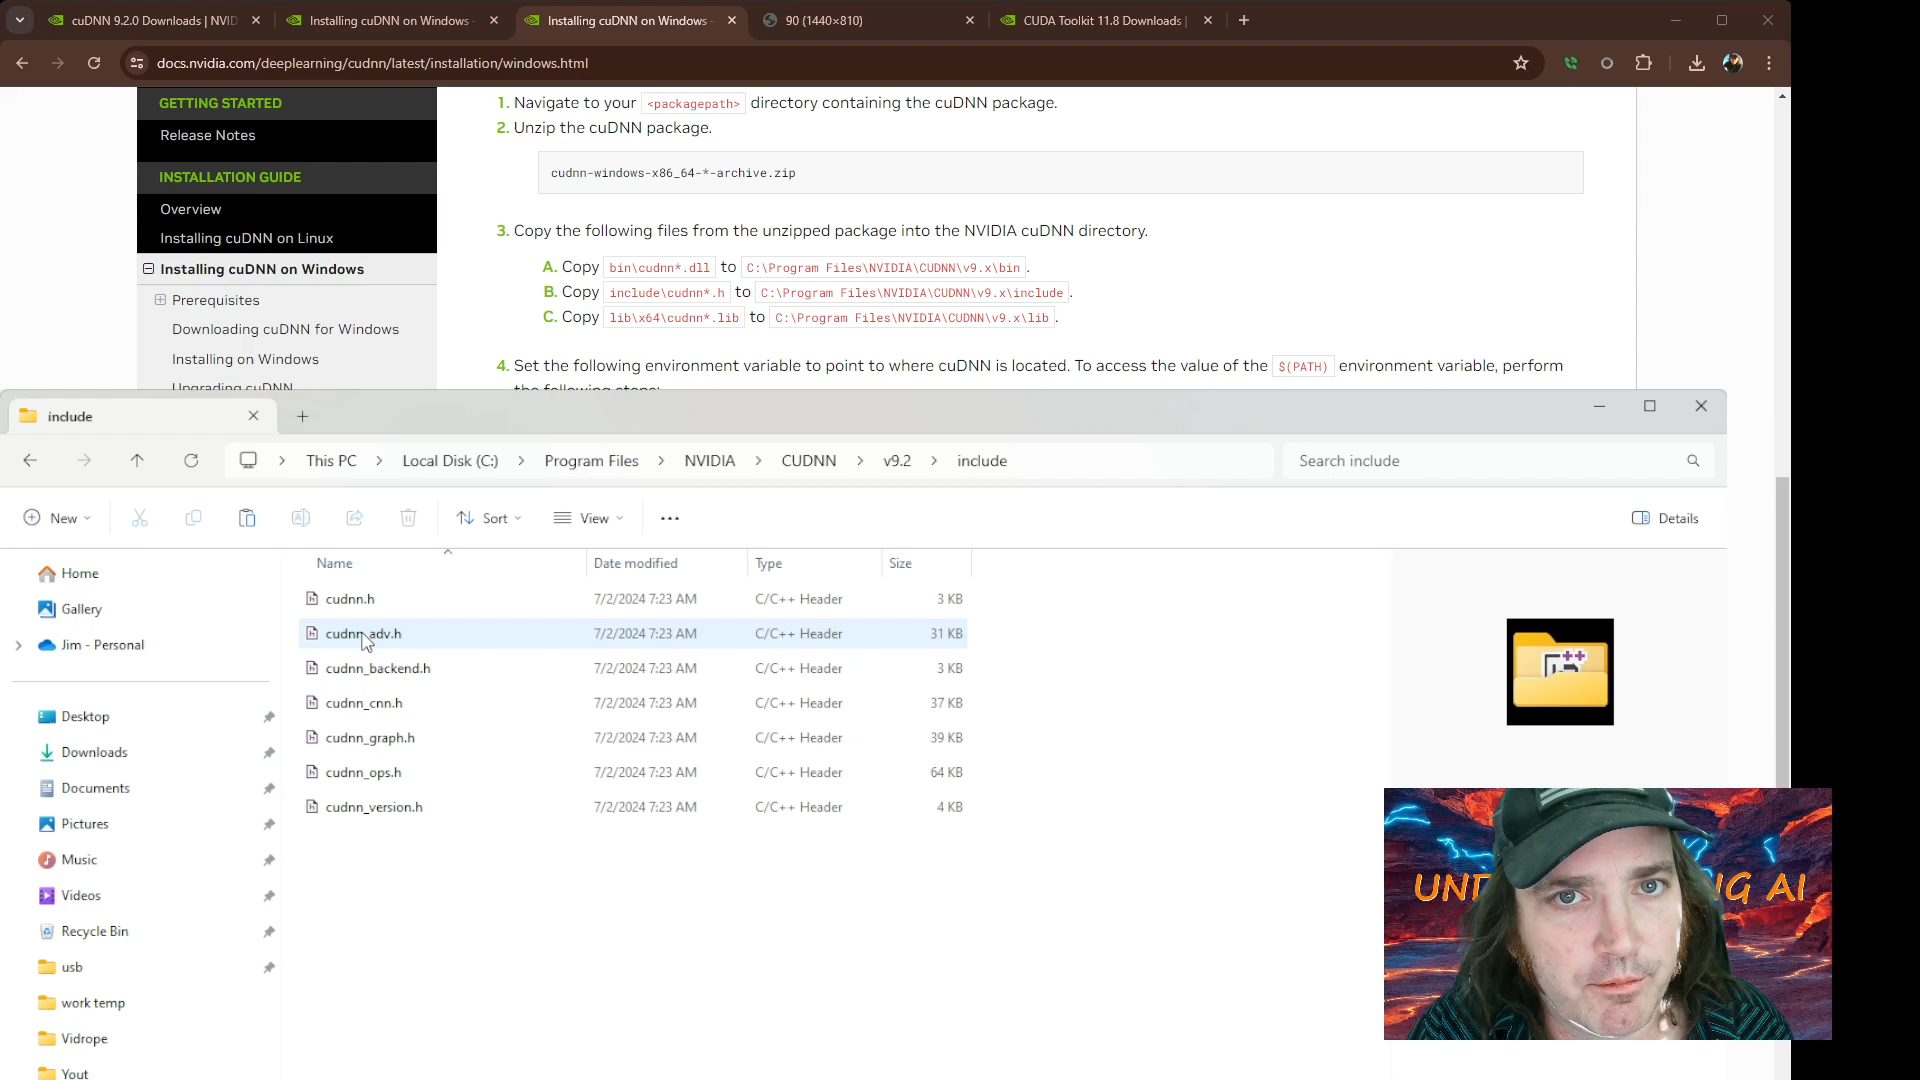 cuDNN 9.2.0 Downloads | NVID
Installing cuDNN on Windows
Installing cuDNN on Windows
90 (1440×810)
CUDA Toolkit 11.8 Downloads |
docs.nvidia.com/deeplearning/cudnn/latest/installation/windows.html
GETTING STARTED
Release Notes
INSTALLATION GUIDE
Overview
Installing cuDNN on Linux
Installing cuDNN on Windows
Prerequisites
Downloading cuDNN for Windows
Installing on Windows
Upgrading cuDNN
1. Navigate to your <packagepath> directory containing the cuDNN package.
2. Unzip the cuDNN package.
cudnn-windows-x86_64-*-archive.zip
3. Copy the following files from the unzipped package into the NVIDIA cuDNN directory.
A. Copy bin\cudnn*.dll to C:\Program Files\NVIDIA\CUDNN\v9.x\bin.
B. Copy include\cudnn*.h to C:\Program Files\NVIDIA\CUDNN\v9.x\include.
C. Copy lib\x64\cudnn*.lib to C:\Program Files\NVIDIA\CUDNN\v9.x\lib.
4. Set the following environment variable to point to where cuDNN is located. To access the value of the $(PATH) environment variable, perform
the following steps:
include
This PC > Local Disk (C:) > Program Files > NVIDIA > CUDNN > v9.2 > include
Search include
New
Sort
View
Details
Home
Gallery
Jim - Personal
Desktop
Downloads
Documents
Pictures
Music
Videos
Recycle Bin
usb
work temp
Vidrope
Yout
Name Date modified Type Size
cudnn.h 7/2/2024 7:23 AM C/C++ Header 3 KB
cudnn_adv.h 7/2/2024 7:23 AM C/C++ Header 31 KB
cudnn_backend.h 7/2/2024 7:23 AM C/C++ Header 3 KB
cudnn_cnn.h 7/2/2024 7:23 AM C/C++ Header 37 KB
cudnn_graph.h 7/2/2024 7:23 AM C/C++ Header 39 KB
cudnn_ops.h 7/2/2024 7:23 AM C/C++ Header 64 KB
cudnn_version.h 7/2/2024 7:23 AM C/C++ Header 4 KB
UND NG AI